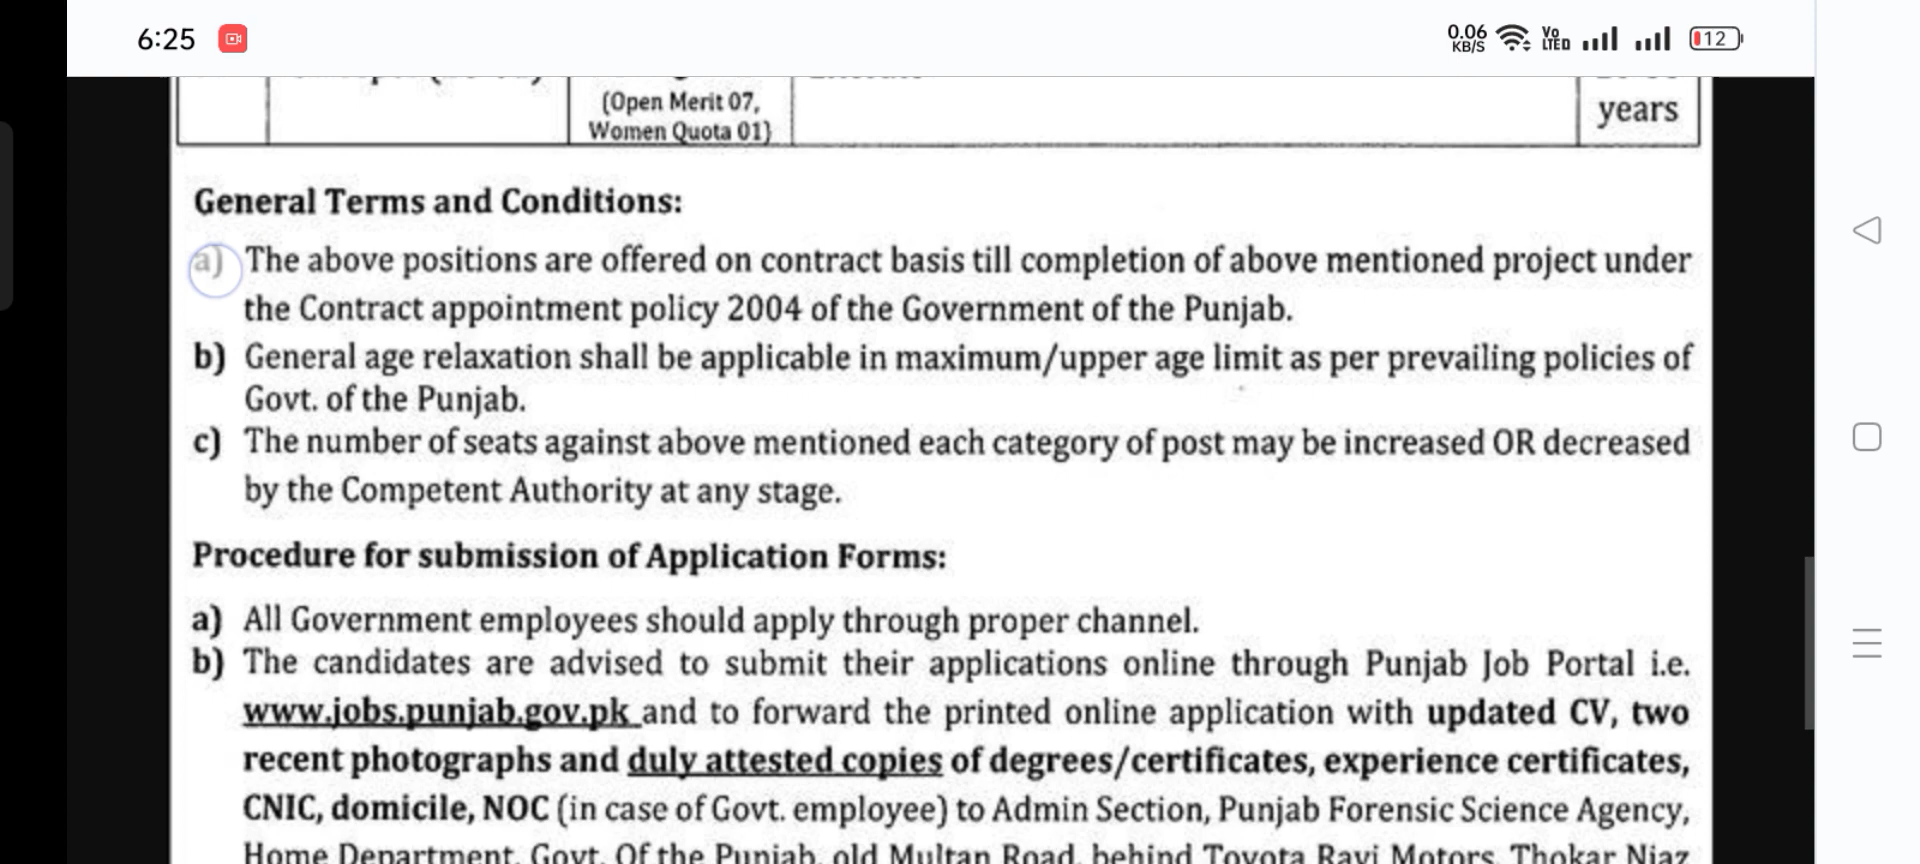 6:25
0.06
KB/S
Vo
LTED
12
(Open Merit 07,
Women Quota 01)
years
General Terms and Conditions:
a) The above positions are offered on contract basis till completion of above mentioned project under
the Contract appointment policy 2004 of the Government of the Punjab.
b) General age relaxation shall be applicable in maximum/upper age limit as per prevailing policies of
Govt. of the Punjab.
c) The number of seats against above mentioned each category of post may be increased OR decreased
by the Competent Authority at any stage.
Procedure for submission of Application Forms:
a) All Government employees should apply through proper channel.
b) The candidates are advised to submit their applications online through Punjab Job Portal i.e.
www.jobs.punjab.gov.pk and to forward the printed online application with updated CV, two
recent photographs and duly attested copies of degrees/certificates, experience certificates,
CNIC, domicile, NOC (in case of Govt. employee) to Admin Section, Punjab Forensic Science Agency,
Home Department, Govt. Of the Punjab, old Multan Road, behind Toyota Ravi Motors, Thokar Niaz